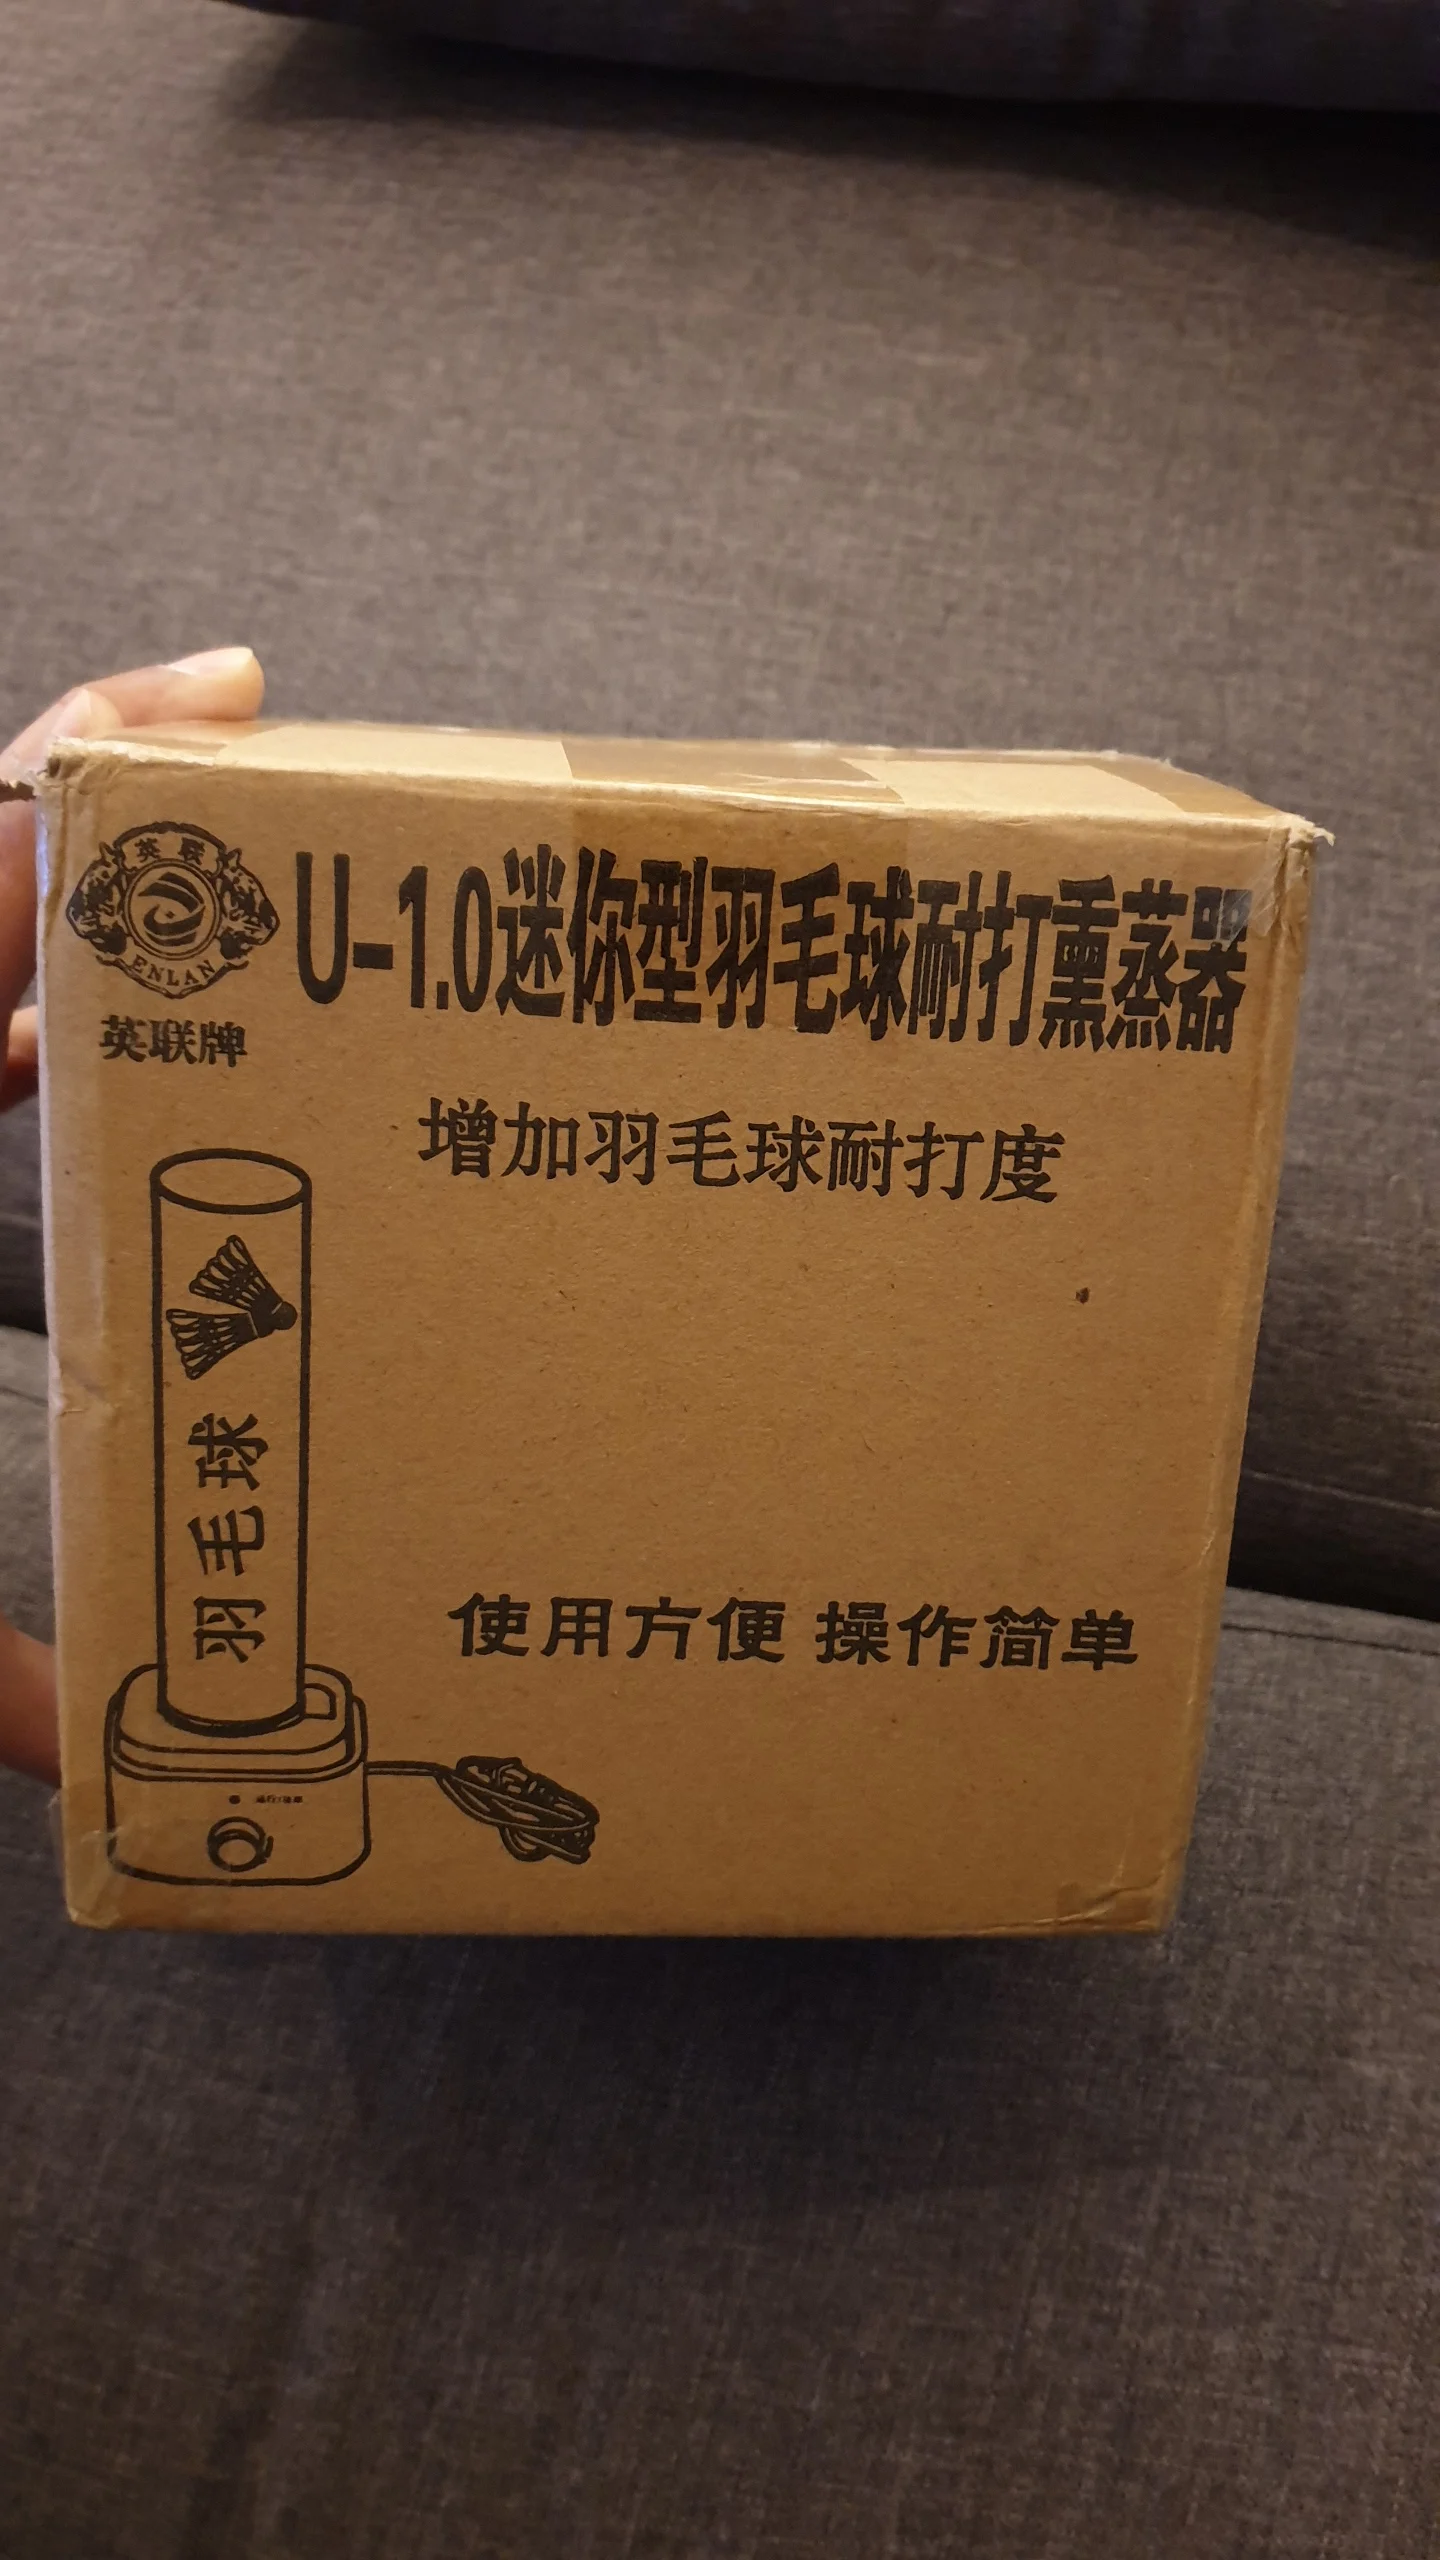 英联
ENLAN
英联牌
U-1.0迷你型羽毛球耐打熏蒸器
增加羽毛球耐打度
羽毛球
使用方便 操作简单